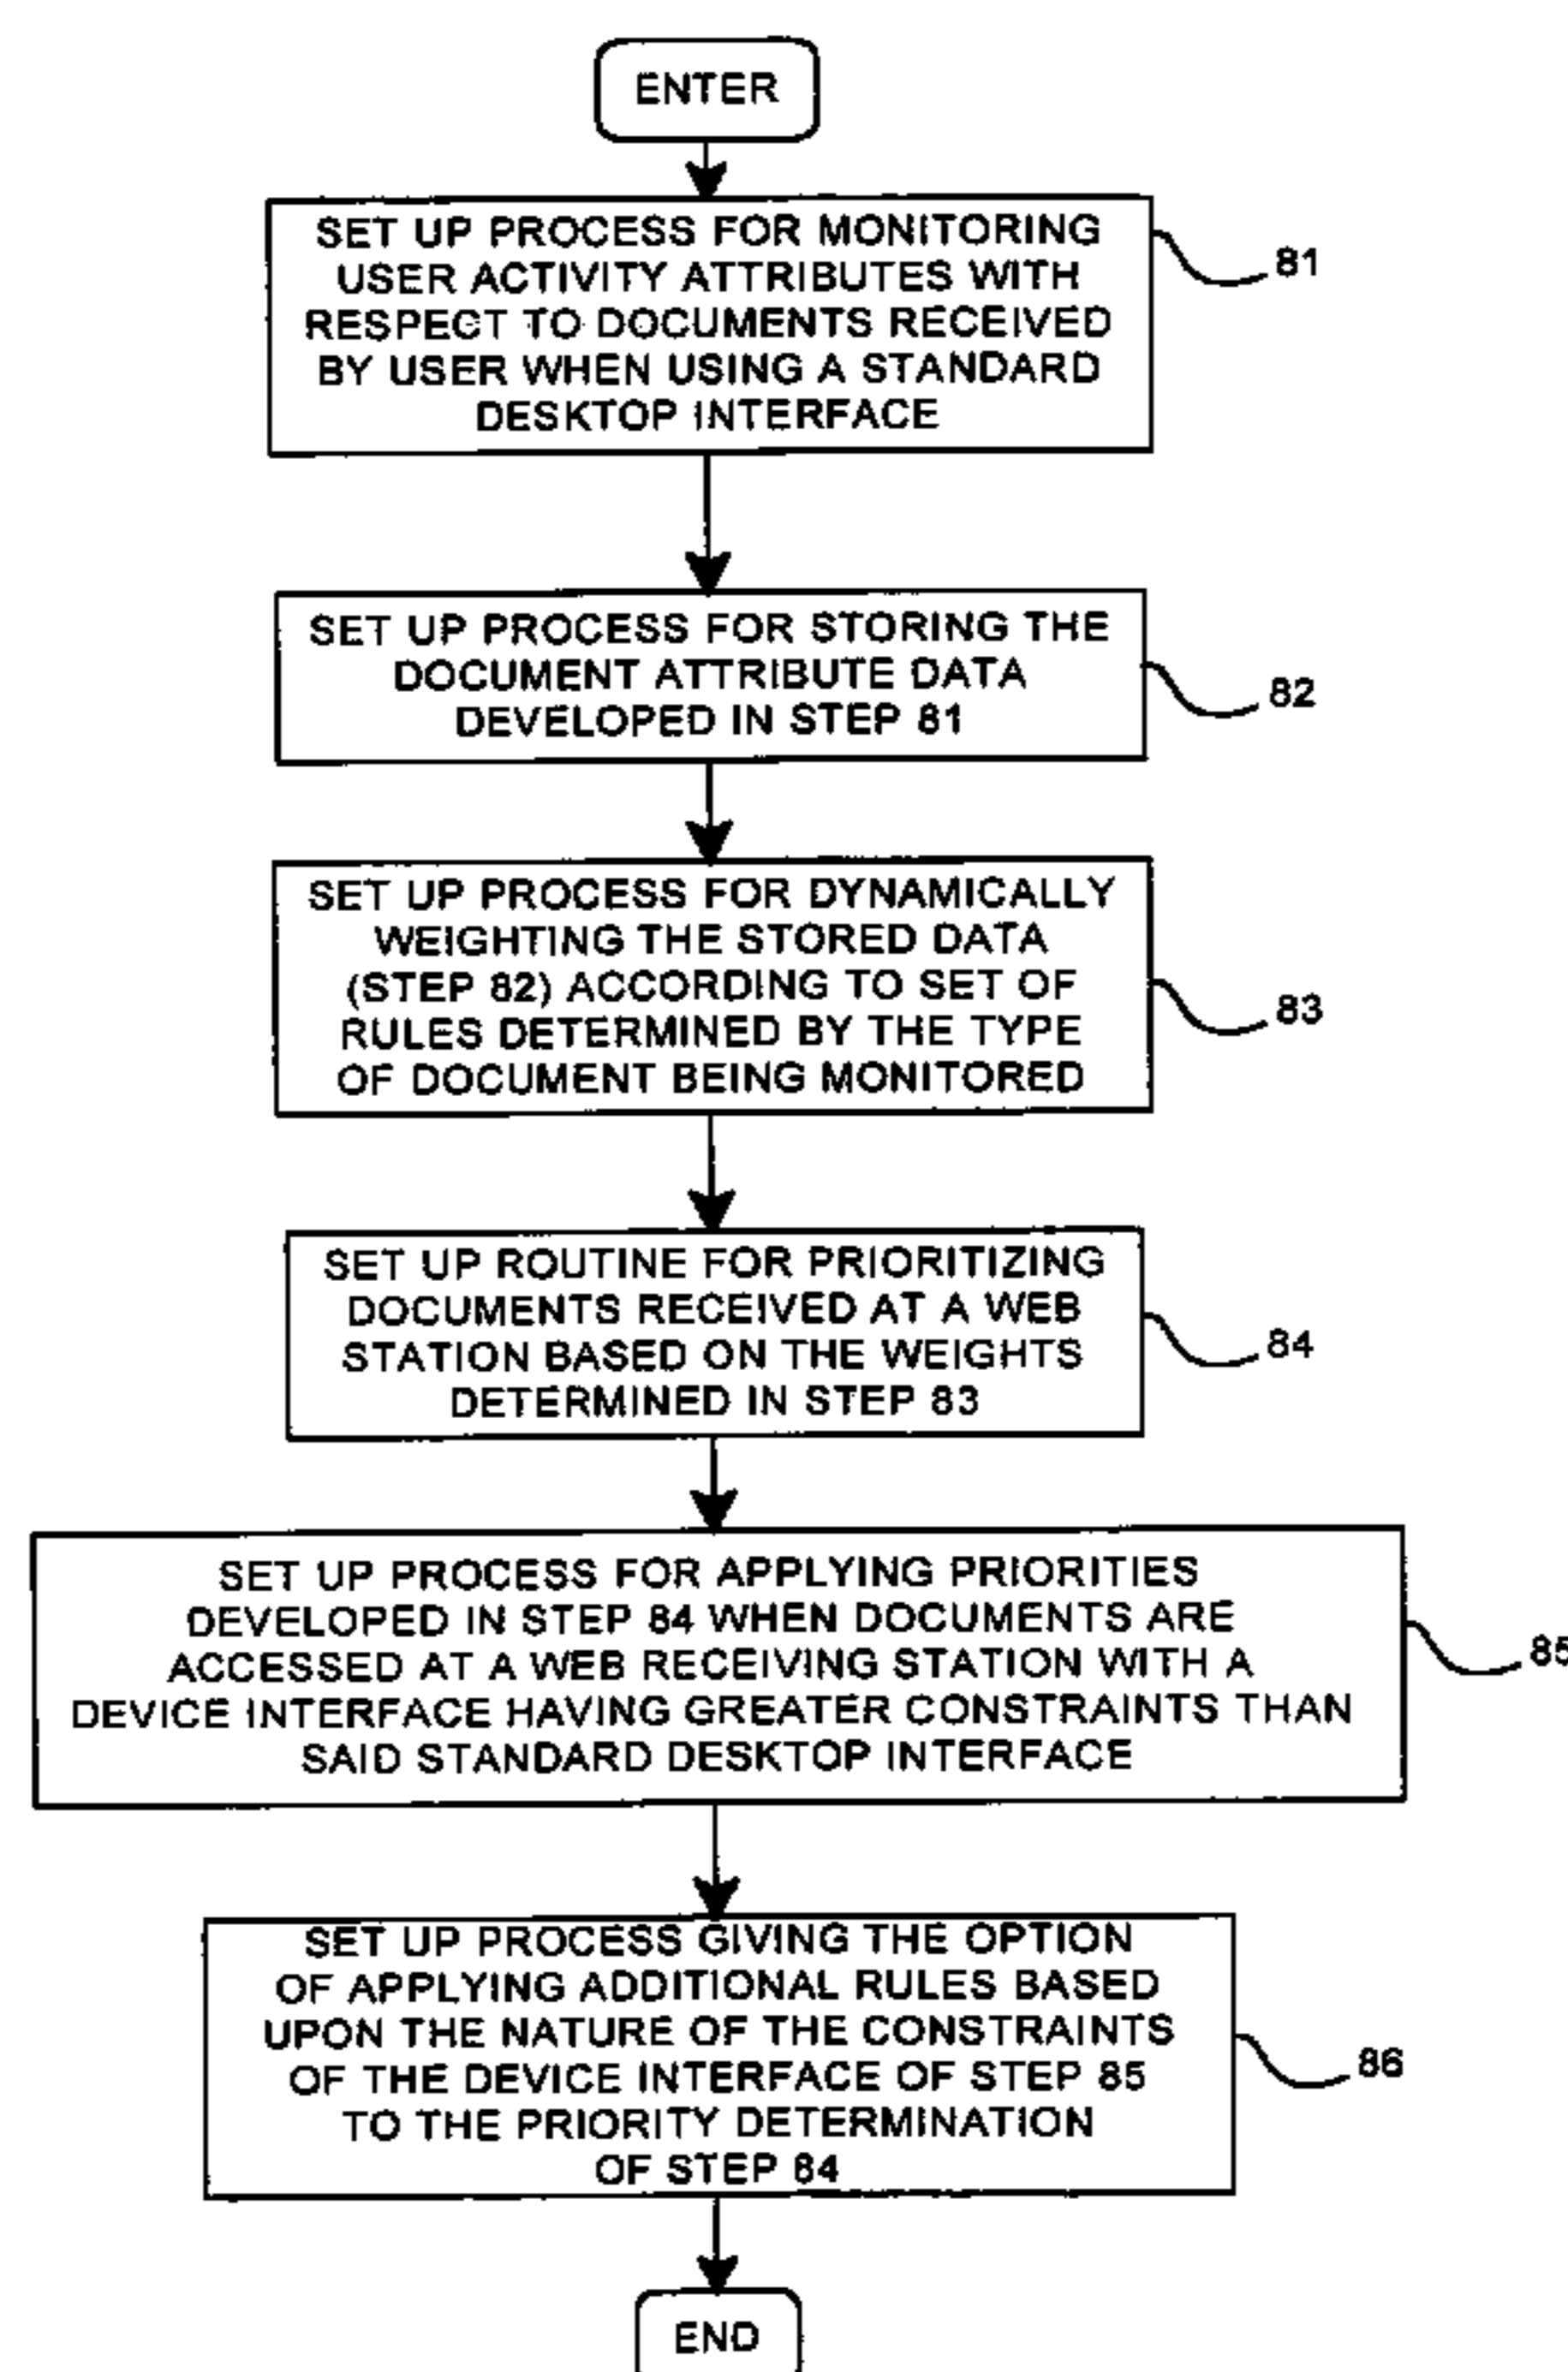 ENTER
SET UP PROCESS FOR MONITORING
USER ACTIVITY ATTRIBUTES WITH
RESPECT TO DOCUMENTS RECEIVED
BY USER WHEN USING A STANDARD
DESKTOP INTERFACE
81
SET UP PROCESS FOR STORING THE
DOCUMENT ATTRIBUTE DATA
DEVELOPED IN STEP 81
82
SET UP PROCESS FOR DYNAMICALLY
WEIGHTING THE STORED DATA
(STEP 82) ACCORDING TO SET OF
RULES DETERMINED BY THE TYPE
OF DOCUMENT BEING MONITORED
83
SET UP ROUTINE FOR PRIORITIZING
DOCUMENTS RECEIVED AT A WEB
STATION BASED ON THE WEIGHTS
DETERMINED IN STEP 83
84
SET UP PROCESS FOR APPLYING PRIORITIES
DEVELOPED IN STEP 84 WHEN DOCUMENTS ARE
ACCESSED AT A WEB RECEIVING STATION WITH A
DEVICE INTERFACE HAVING GREATER CONSTRAINTS THAN
SAID STANDARD DESKTOP INTERFACE
85
SET UP PROCESS GIVING THE OPTION
OF APPLYING ADDITIONAL RULES BASED
UPON THE NATURE OF THE CONSTRAINTS
OF THE DEVICE INTERFACE OF STEP 85
TO THE PRIORITY DETERMINATION
OF STEP 84
86
END